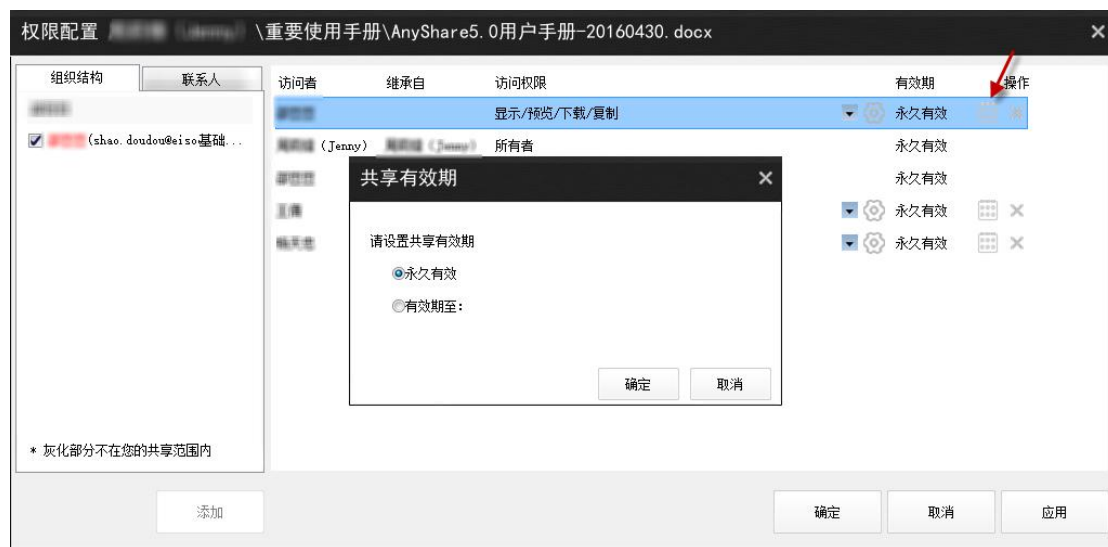 权限配置 \重要使用手册\AnyShare5.0用户手册-20160430.docx
组织结构 联系人
(shao.doudou@eiso基础...
* 灰化部分不在您的共享范围内
添加
访问者 继承自 访问权限 有效期 操作
显示/预览/下载/复制 永久有效
(Jenny) 所有者 永久有效
永久有效
永久有效
永久有效
共享有效期
请设置共享有效期
永久有效
有效期至:
确定 取消
确定 取消 应用